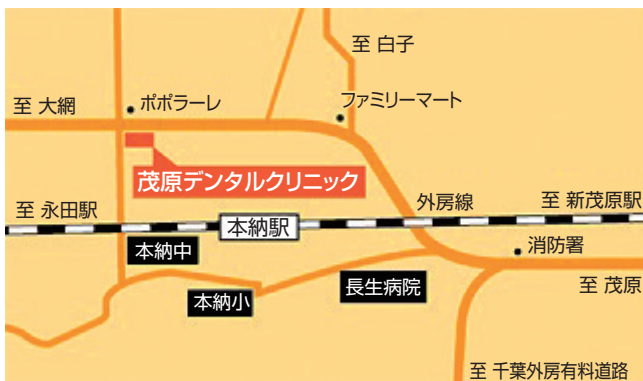 至 白子
至 大網
ポポラーレ
ファミリーマート
茂原デンタルクリニック
至 永田駅
本納駅
外房線
至 新茂原駅
本納中
消防署
長生病院
至 茂原
本納小
至 千葉外房有料道路